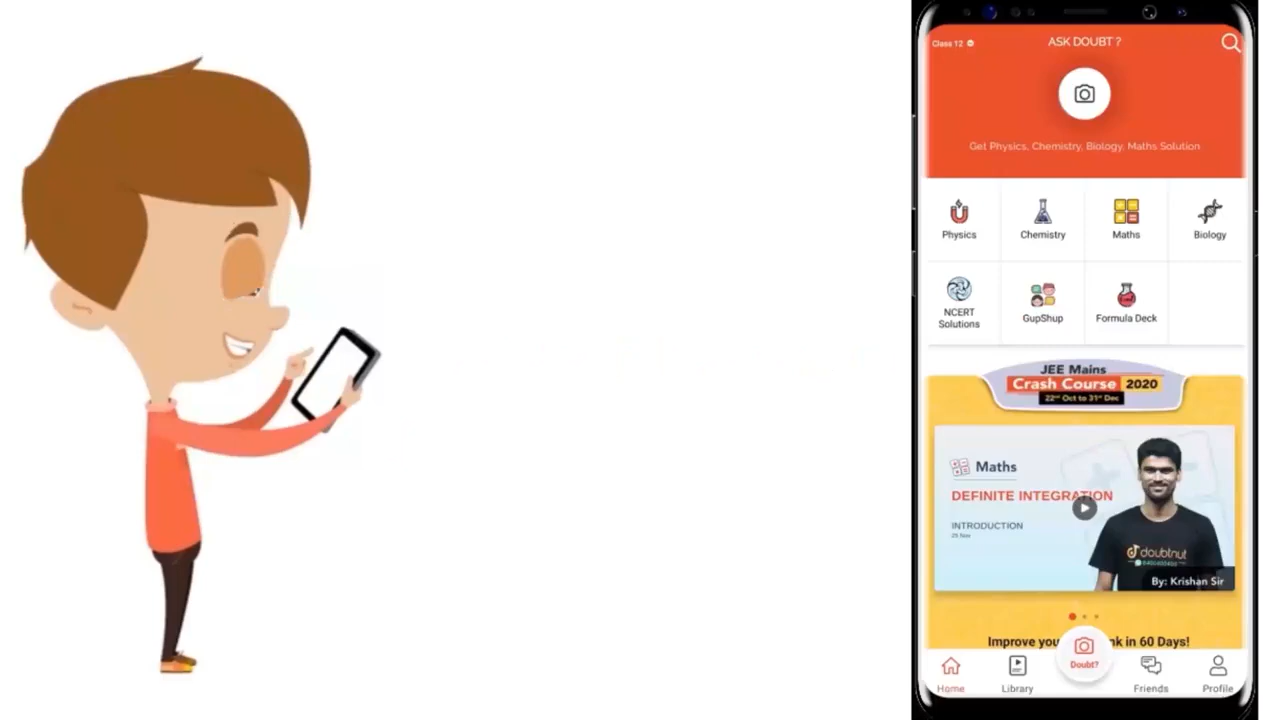 Class 12
ASK DOUBT ?
Get Physics, Chemistry, Biology, Maths Solution
Physics
Chemistry
Maths
Biology
NCERT
Solutions
GupShup
Formula Deck
JEE Mains
Crash Course 2020
22nd Oct to 31st Dec
Maths
DEFINITE INTEGRATION
INTRODUCTION
doubtnut
By: Krishan Sir
Improve you nk in 60 Days!
Doubt?
Home
Library
Friends
Profile